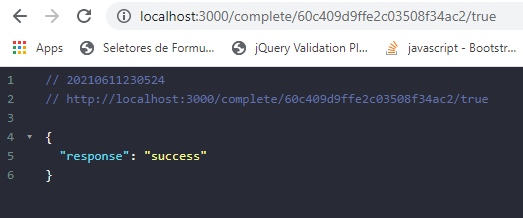 localhost:3000/complete/60c409d9ffe2c03508f34ac2/true
Apps Seletores de Formu... jQuery Validation Pl... javascript - Bootstr...
1 // 20210611230524
2 // http://localhost:3000/complete/60c409d9ffe2c03508f34ac2/true
3
4 {
5 "response": "success"
6 }